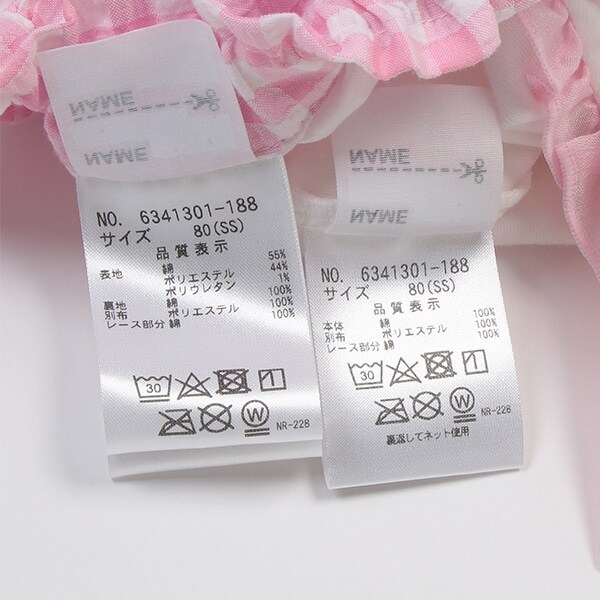 NAME
NAME
NO. 6341301-188
サイズ 80(SS)
品質表示
表地 綿 55%
ポリエステル 44%
ポリウレタン 1%
裏地 綿 100%
別布 ポリエステル 100%
レース部分 綿 100%
30
W
NR-228
NAME
NAME
NO. 6341301-188
サイズ 80(SS)
品質表示
本体 綿 100%
別布 ポリエステル 100%
レース部分 綿 100%
30
W
NR-228
裏返してネット使用